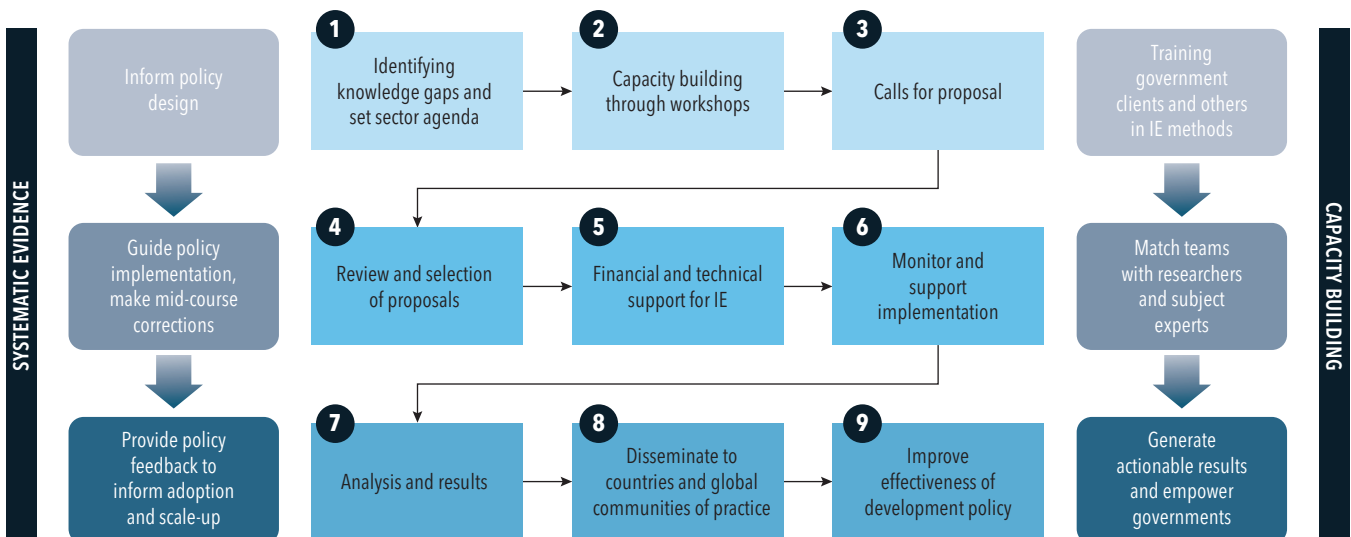 SYSTEMATIC EVIDENCE
Inform policy
design
Guide policy
implementation,
make mid-course
corrections
Provide policy
feedback to
inform adoption
and scale-up
1
Identifying
knowledge gaps and
set sector agenda
2
Capacity building
through workshops
3
Calls for proposal
4
Review and selection
of proposals
5
Financial and technical
support for IE
6
Monitor and
support
implementation
7
Analysis and results
8
Disseminate to
countries and global
communities of practice
9
Improve
effectiveness of
development policy
Training
government
clients and others
in IE methods
Match teams
with researchers
and subject
experts
Generate
actionable results
and empower
governments
CAPACITY BUILDING